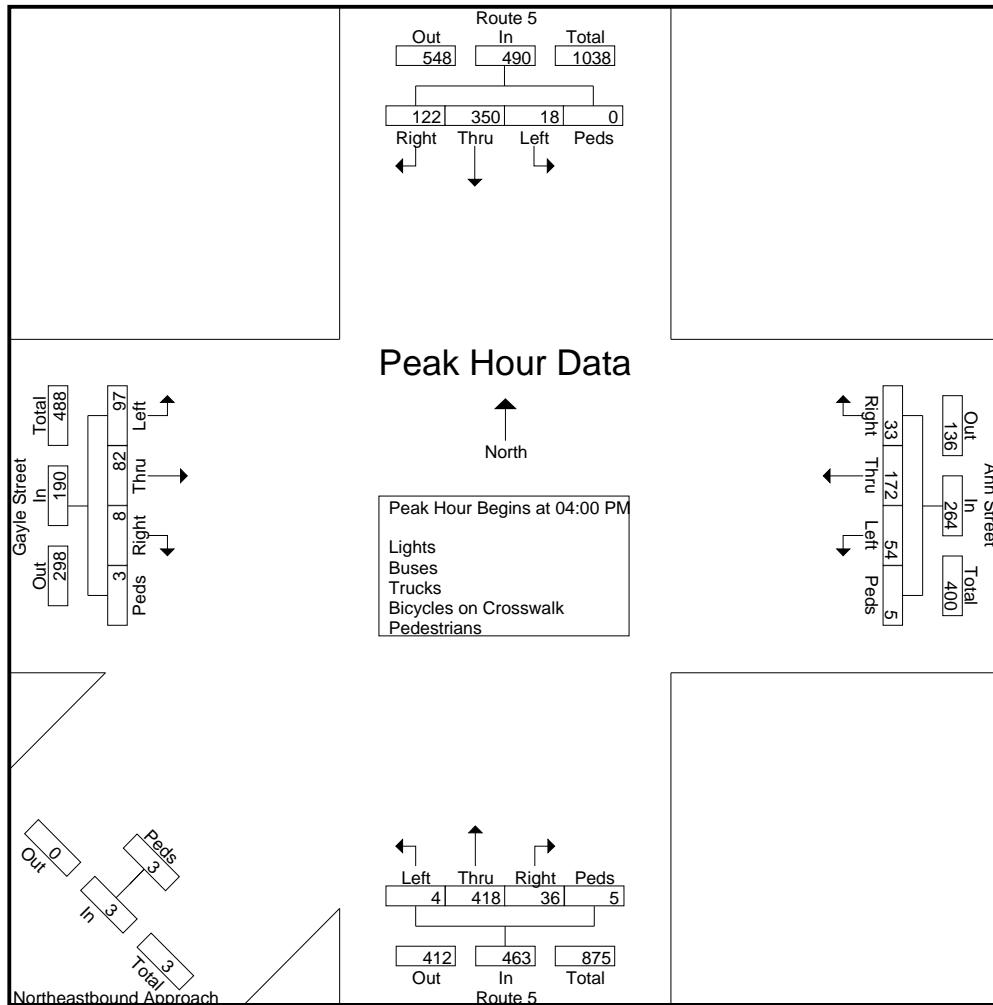 Route 5
Out In Total
548 490 1038
122 350 18 0
Right Thru Left Peds
Peak Hour Data
North
Peak Hour Begins at 04:00 PM
Lights
Buses
Trucks
Bicycles on Crosswalk
Pedestrians
Gayle Street
Out In Total
298 190 488
3 8 82 97
Peds Right Thru Left
Ann Street
Out In Total
136 264 400
33 172 54 5
Right Thru Left Peds
Peds
3
0 3 3
Out In Total
Northeastbound Approach
Left Thru Right Peds
4 418 36 5
412 463 875
Out In Total
Route 5